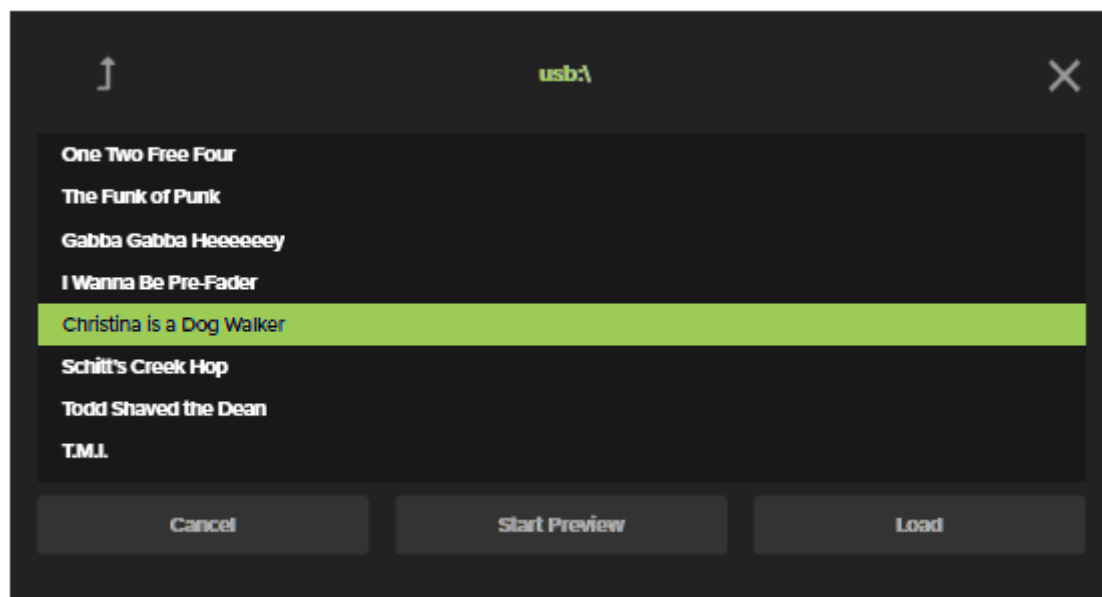 usb:\
One Two Free Four
The Funk of Punk
Gabba Gabba Heeeeeey
I Wanna Be Pre-Fader
Christina is a Dog Walker
Schitt's Creek Hop
Todd Shaved the Dean
T.M.I.
Cancel
Start Preview
Load